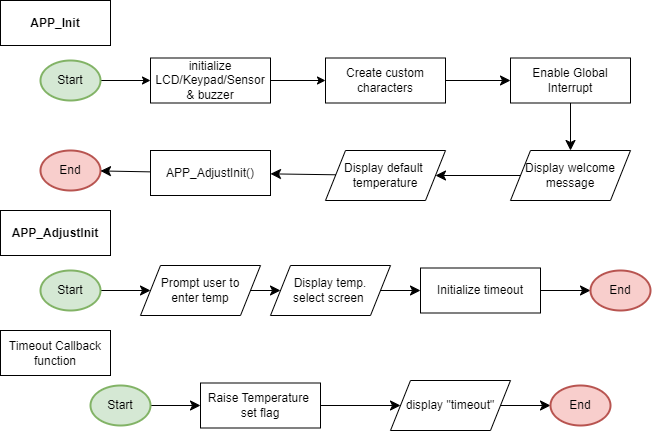 APP_Init
Start
initialize
LCD/Keypad/Sensor
& buzzer
Create custom
characters
Enable Global
Interrupt
End
APP_AdjustInit()
Display default
temperature
Display welcome
message
APP_AdjustInit
Start
Prompt user to
enter temp
Display temp.
select screen
Initialize timeout
End
Timeout Callback
function
Start
Raise Temperature
set flag
display "timeout"
End